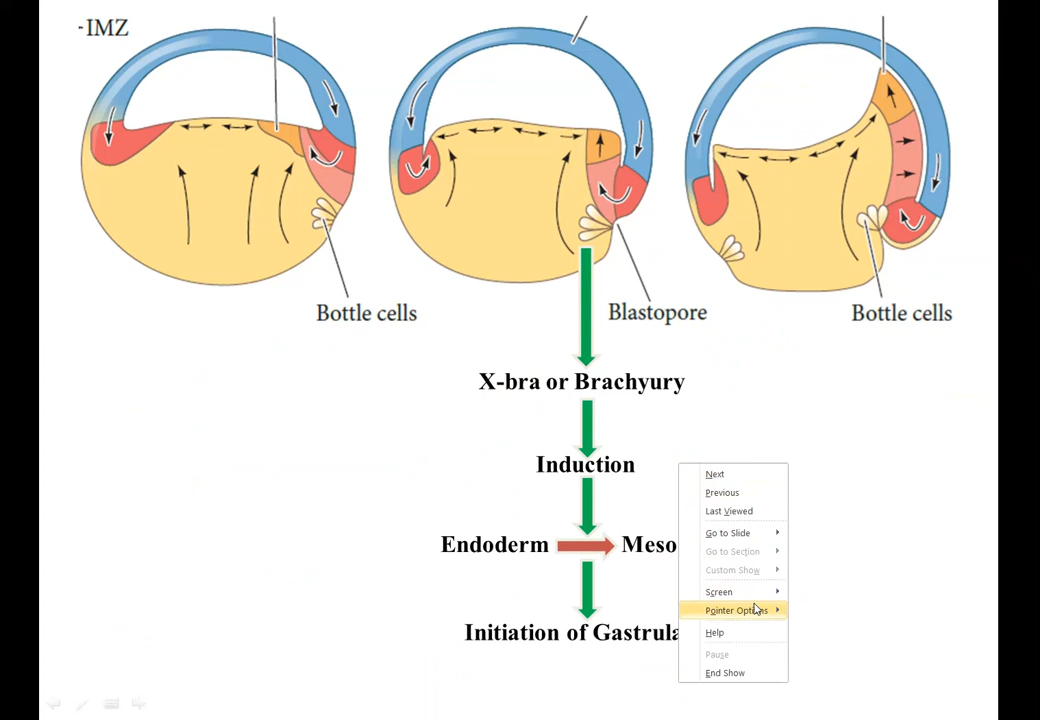 -IMZ
Bottle cells
Blastopore
Bottle cells
X-bra or Brachyury
Induction
Endoderm
Meso
Initiation of Gastrula
Next
Previous
Last Viewed
Go to Slide
Go to Section
Custom Show
Screen
Pointer Options
Help
Pause
End Show